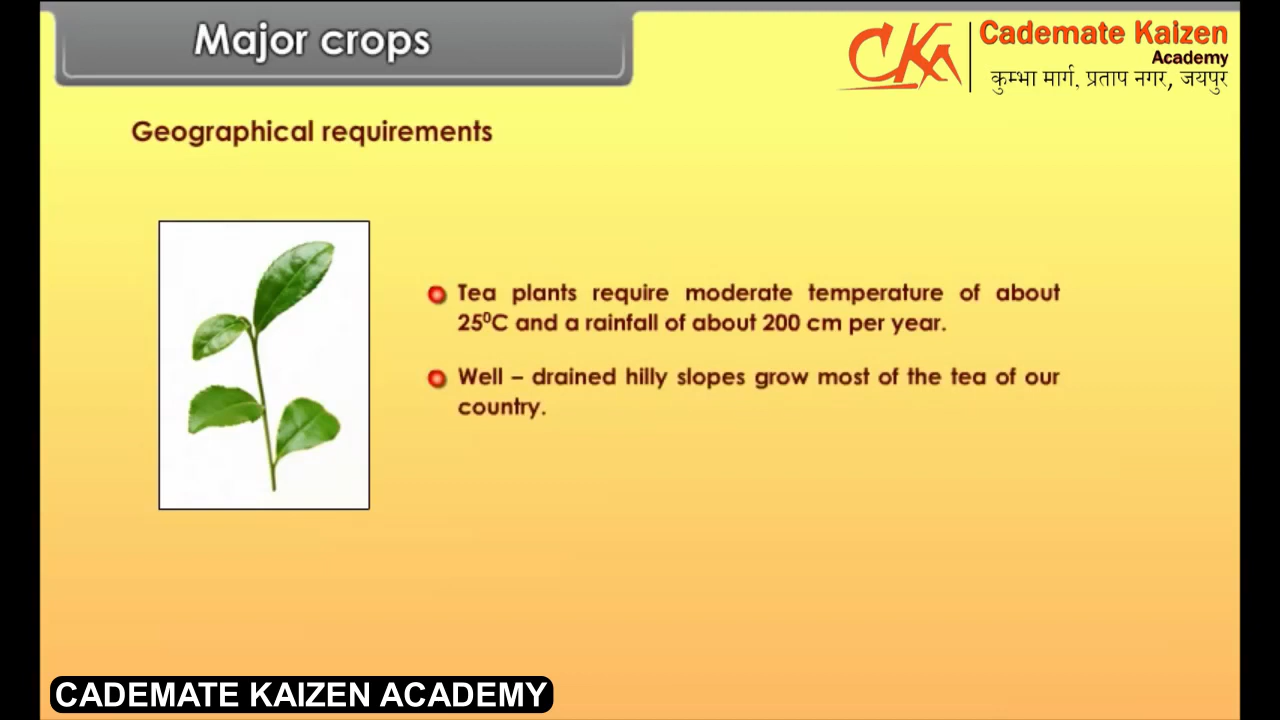 Major crops
CKA
Cademate Kaizen
Academy
कुम्भा मार्ग, प्रताप नगर, जयपुर
Geographical requirements
Tea plants require moderate temperature of about
25⁰C and a rainfall of about 200 cm per year.
Well – drained hilly slopes grow most of the tea of our
country.
CADEMATE KAIZEN ACADEMY